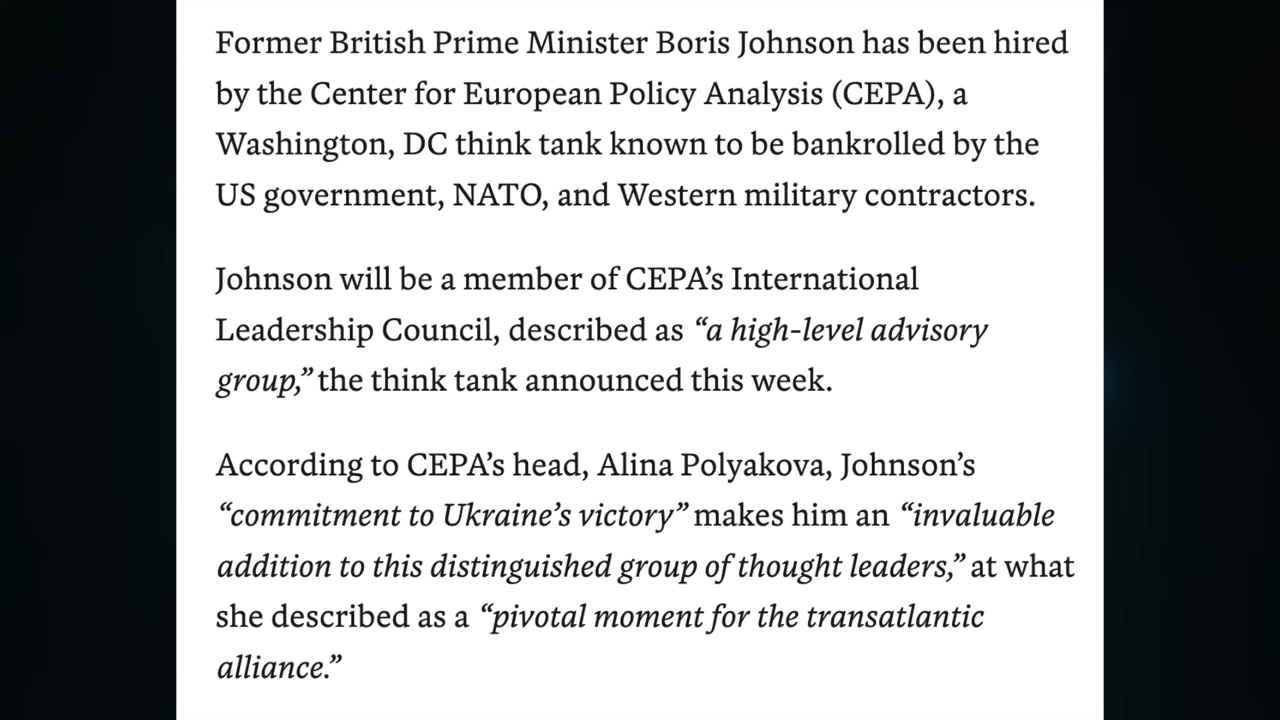 Former British Prime Minister Boris Johnson has been hired
by the Center for European Policy Analysis (CEPA), a
Washington, DC think tank known to be bankrolled by the
US government, NATO, and Western military contractors.
Johnson will be a member of CEPA’s International
Leadership Council, described as “a high-level advisory
group,” the think tank announced this week.
According to CEPA’s head, Alina Polyakova, Johnson’s
“commitment to Ukraine’s victory” makes him an “invaluable
addition to this distinguished group of thought leaders,” at what
she described as a “pivotal moment for the transatlantic
alliance.”